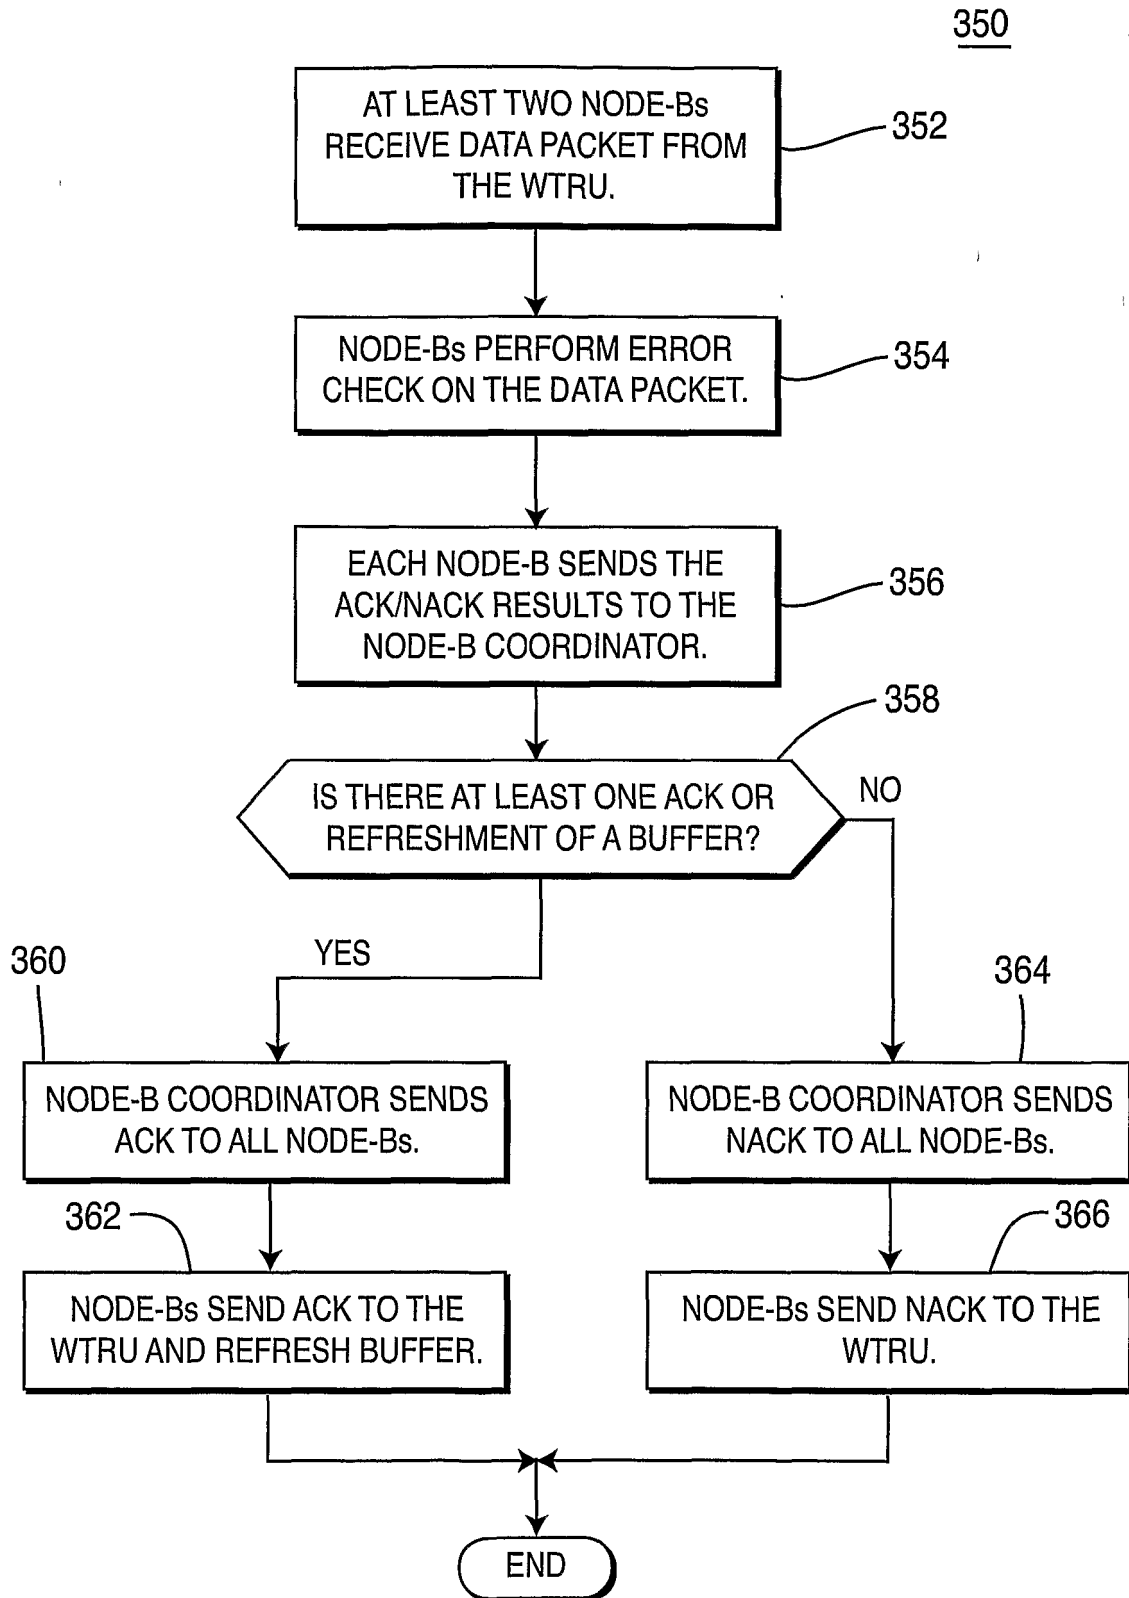 350
AT LEAST TWO NODE-Bs
RECEIVE DATA PACKET FROM
THE WTRU.
352
NODE-Bs PERFORM ERROR
CHECK ON THE DATA PACKET.
354
EACH NODE-B SENDS THE
ACK/NACK RESULTS TO THE
NODE-B COORDINATOR.
356
358
IS THERE AT LEAST ONE ACK OR
REFRESHMENT OF A BUFFER?
NO
YES
360
364
NODE-B COORDINATOR SENDS
ACK TO ALL NODE-Bs.
NODE-B COORDINATOR SENDS
NACK TO ALL NODE-Bs.
362
366
NODE-Bs SEND ACK TO THE
WTRU AND REFRESH BUFFER.
NODE-Bs SEND NACK TO THE
WTRU.
END